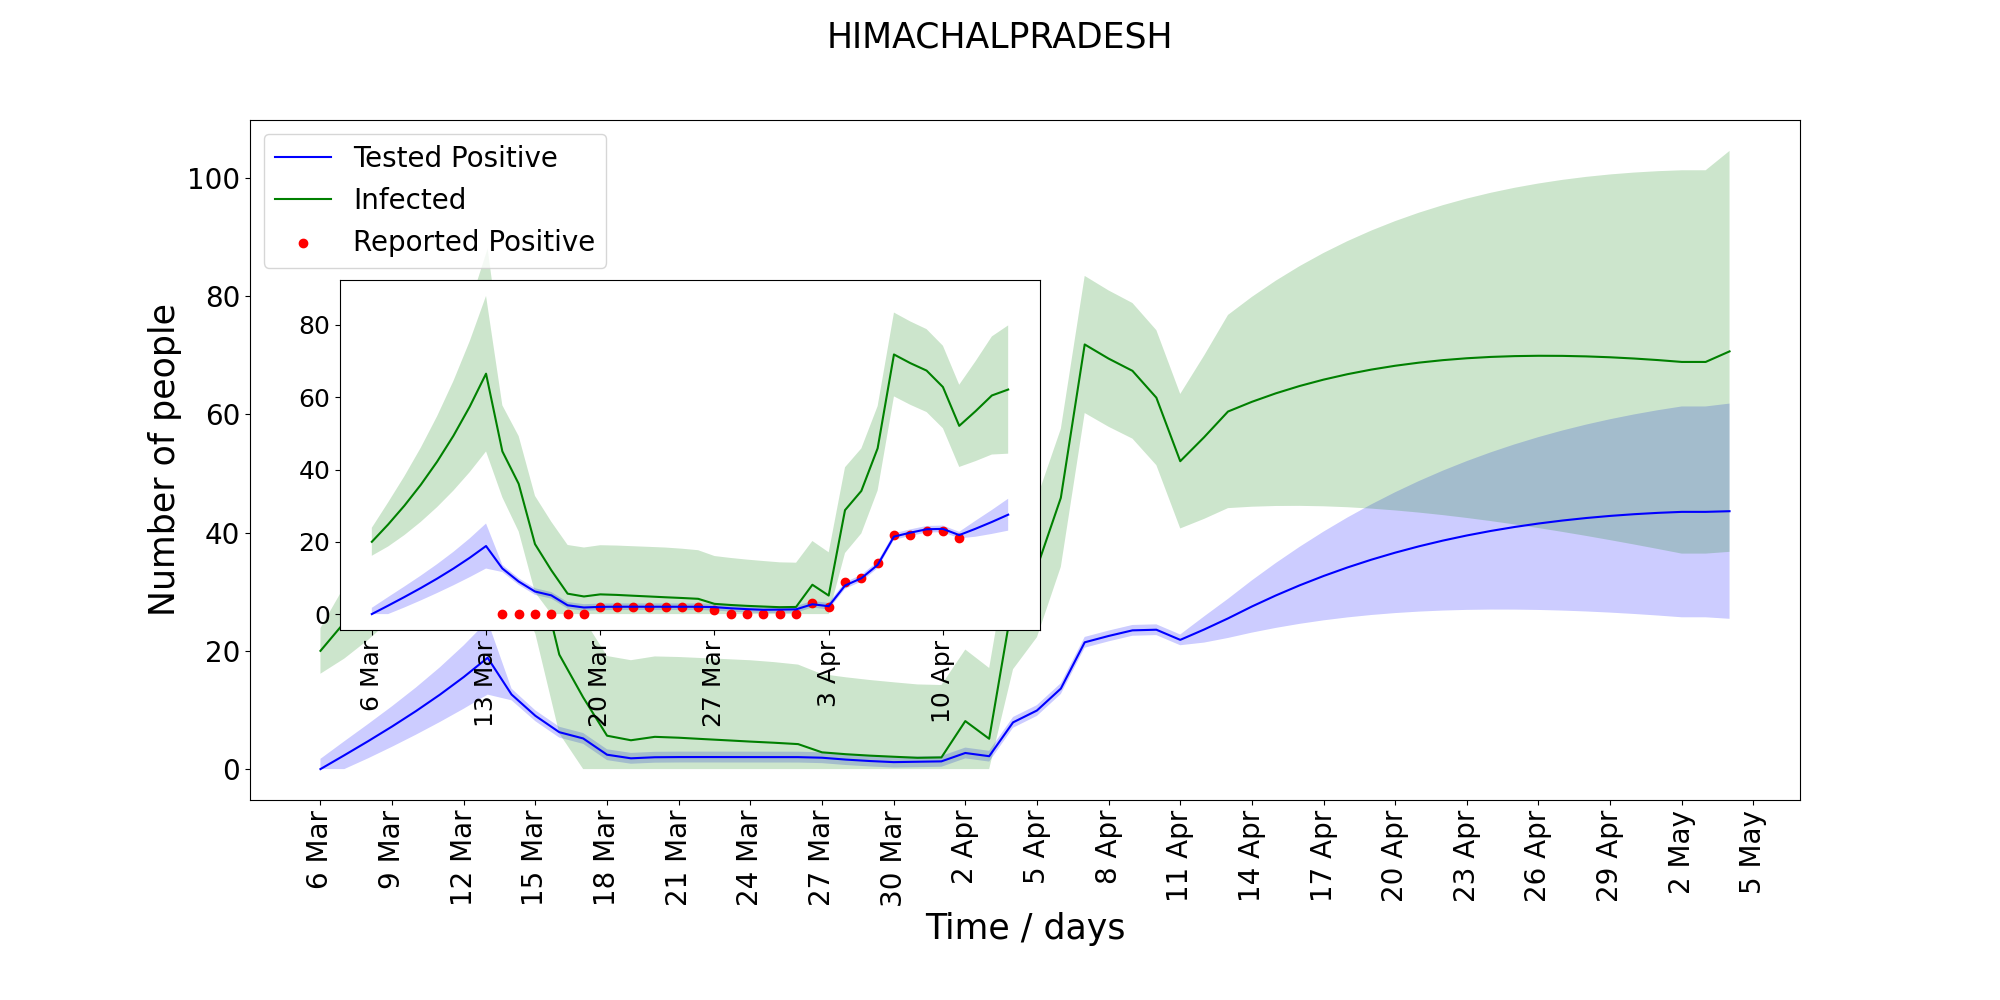 HIMACHALPRADESH
Tested Positive
Infected
Reported Positive
Number of people
100
80
60
40
20
0
80
60
40
20
0
6 Mar
13 Mar
20 Mar
27 Mar
3 Apr
10 Apr
6 Mar
9 Mar
12 Mar
15 Mar
18 Mar
21 Mar
24 Mar
27 Mar
30 Mar
2 Apr
5 Apr
8 Apr
11 Apr
14 Apr
17 Apr
20 Apr
23 Apr
26 Apr
29 Apr
2 May
5 May
Time / days